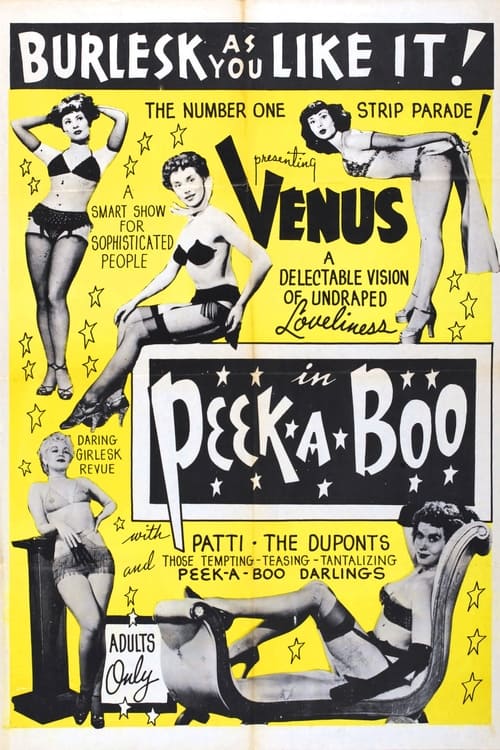 BURLESK AS YOU LIKE IT!
THE NUMBER ONE STRIP PARADE!
presenting
VENUS
A
SMART SHOW
FOR
SOPHISTICATED
PEOPLE
A
DELECTABLE VISION
OF UNDRAPED
Loveliness
in
PEEK-A-BOO
DARING
GIRLESK
REVUE
with PATTI · THE DUPONTS
and THOSE TEMPTING-TEASING-TANTALIZING
PEEK-A-BOO DARLINGS
ADULTS
Only